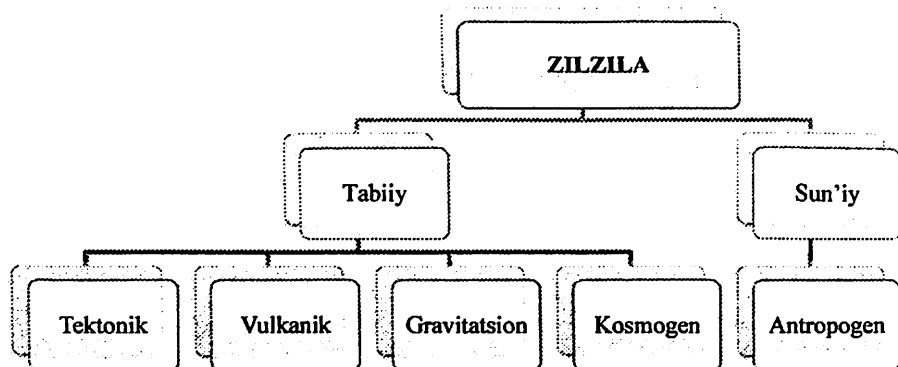 ZILZILA
Tabiiy
Sun'iy
Tektonik
Vulkanik
Gravitatsion
Kosmogen
Antropogen